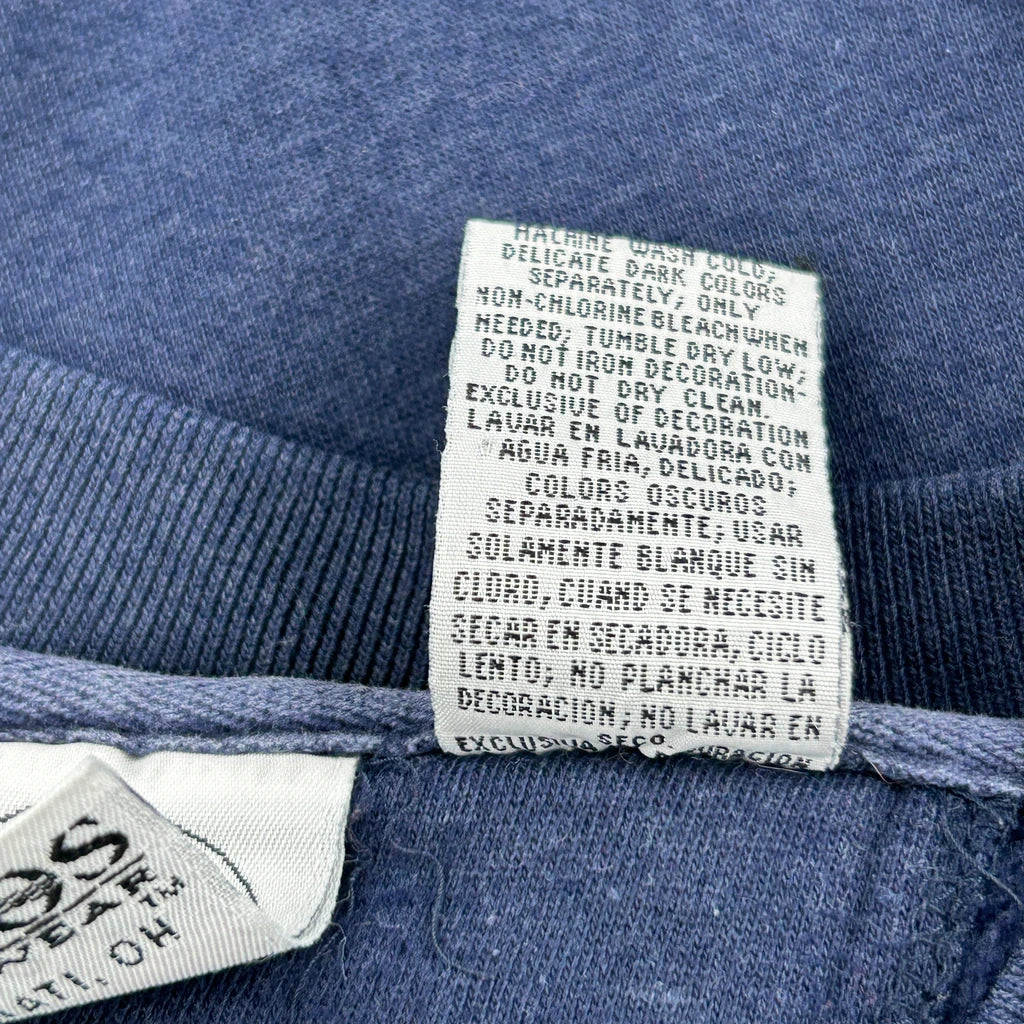 MACHINE WASH COLD;
DELICATE DARK COLORS
SEPARATELY; ONLY
NON-CHLORINE BLEACH WHEN
NEEDED; TUMBLE DRY LOW;
DO NOT IRON DECORATION-
DO NOT DRY CLEAN.
EXCLUSIVE OF DECORATION
LAVAR EN LAVADORA CON
AGUA FRIA, DELICADO;
COLORS OSCUROS
SEPARADAMENTE; USAR
SOLAMENTE BLANQUE SIN
CLORO, CUAND SE NECESITE
SECAR EN SECADORA, CICLO
LENTO; NO PLANCHAR LA
DECORACION; NO LAVAR EN
SECO.
OH